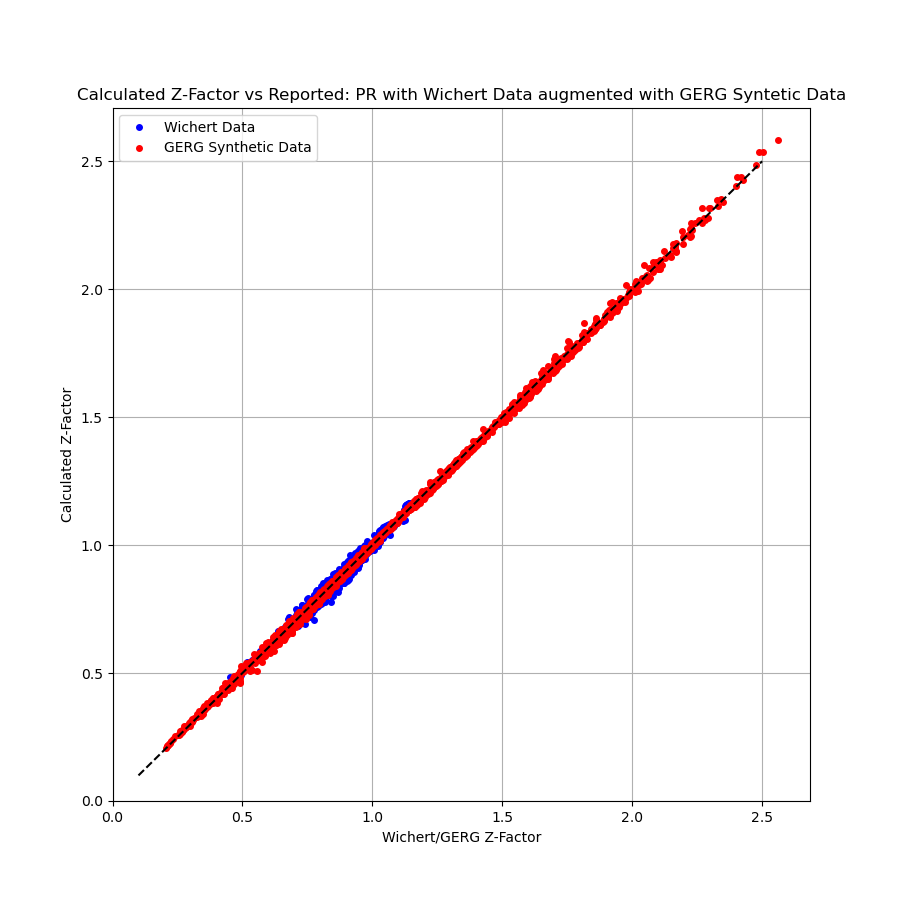 Calculated Z-Factor vs Reported: PR with Wichert Data augmented with GERG Syntetic Data
Wichert Data
GERG Synthetic Data
2.5
2.0
1.5
1.0
0.5
0.0
Calculated Z-Factor
0.0 0.5 1.0 1.5 2.0 2.5
Wichert/GERG Z-Factor